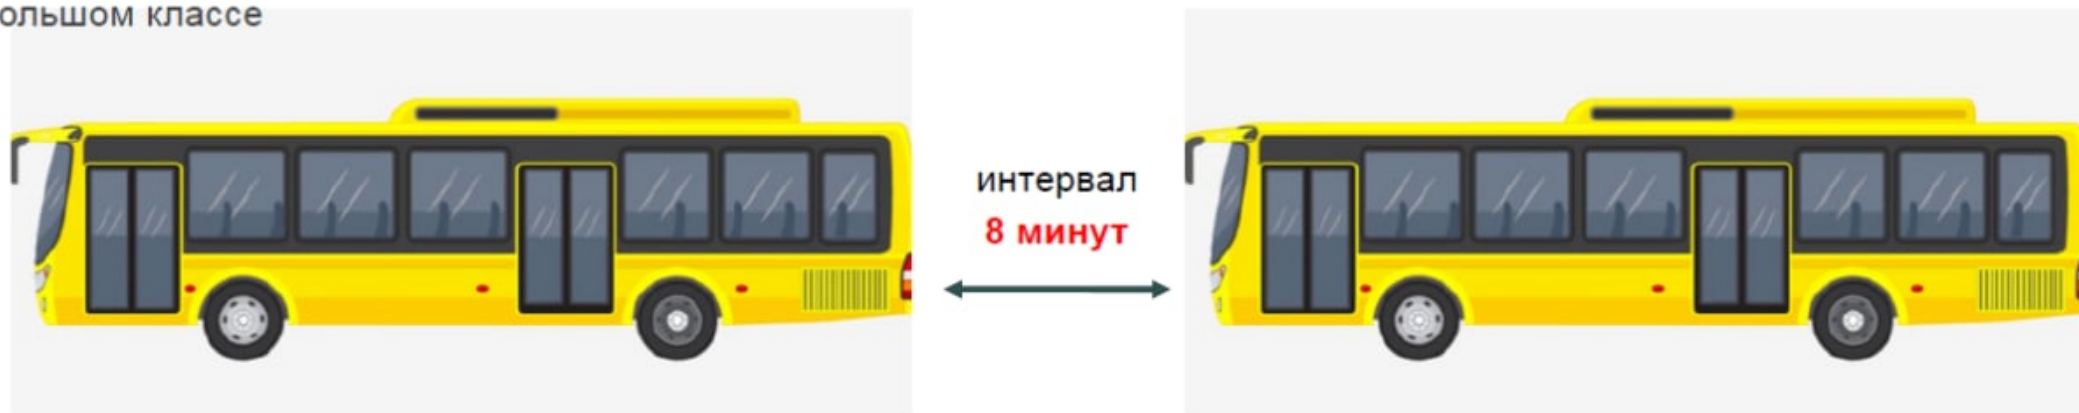 ольшом классе
интервал
8 минут